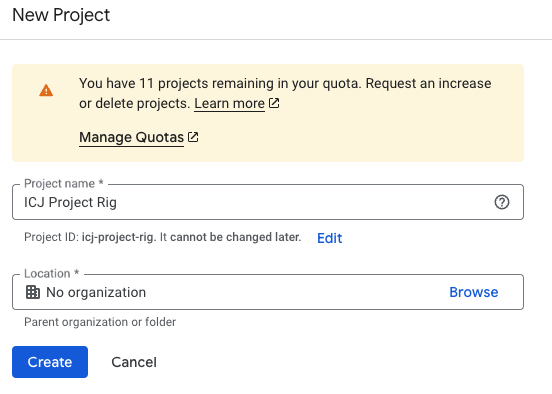 New Project
You have 11 projects remaining in your quota. Request an increase
or delete projects. Learn more
Manage Quotas
Project name *
ICJ Project Rig
Project ID: icj-project-rig. It cannot be changed later. Edit
Location *
No organization Browse
Parent organization or folder
Create Cancel